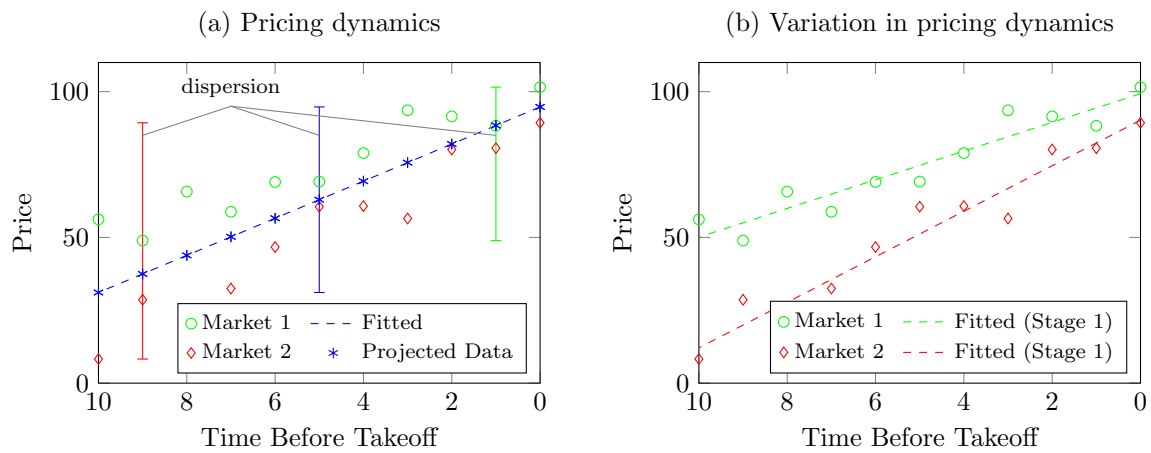 (a) Pricing dynamics
dispersion
100
50
0
Price
10 8 6 4 2 0
Time Before Takeoff
Market 1 Fitted
Market 2 Projected Data
(b) Variation in pricing dynamics
100
50
0
Price
10 8 6 4 2 0
Time Before Takeoff
Market 1 Fitted (Stage 1)
Market 2 Fitted (Stage 1)